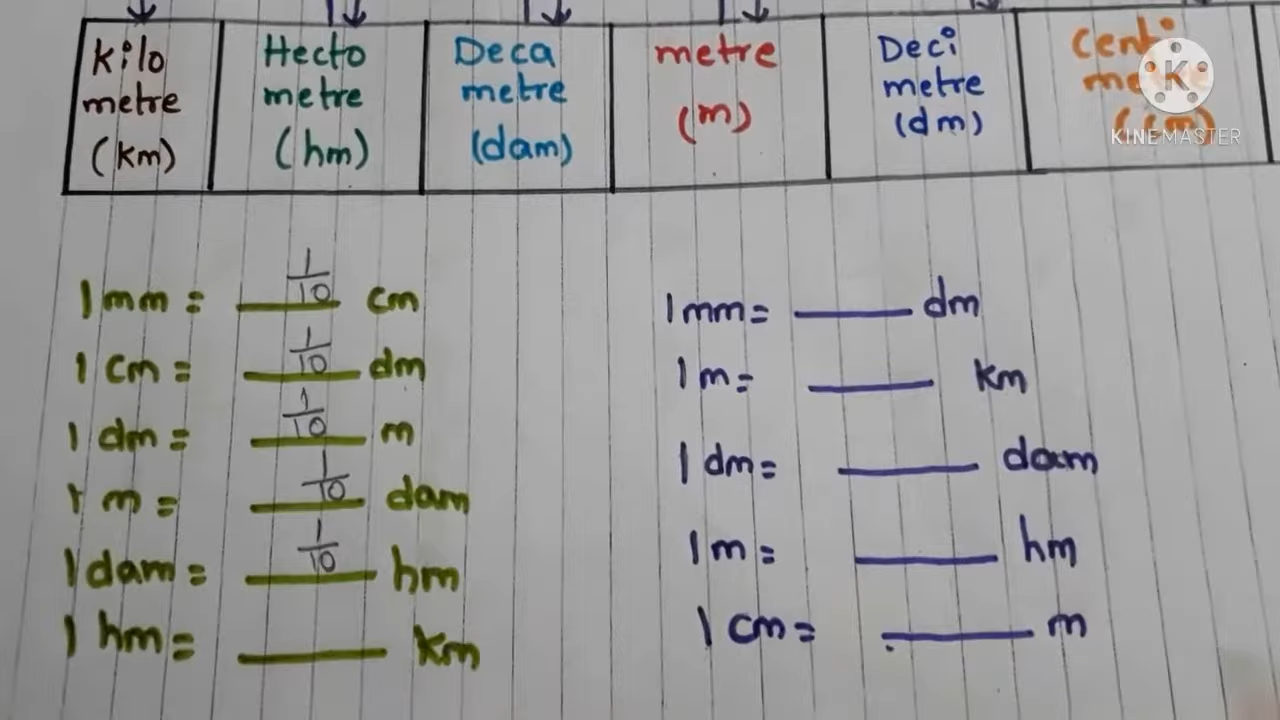 Kilo metre (Km)
Hecto metre (hm)
Deca metre (dam)
metre (m)
Deci metre (dm)
Centi metre (cm)
KINEMASTER
1 mm = 1/10 cm
1 cm = 1/10 dm
1 dm = 1/10 m
1 m = 1/10 dam
1 dam = 1/10 hm
1 hm = ____ Km
1 mm = ____ dm
1 m = ____ Km
1 dm = ____ dam
1 m = ____ hm
1 cm = ____ m